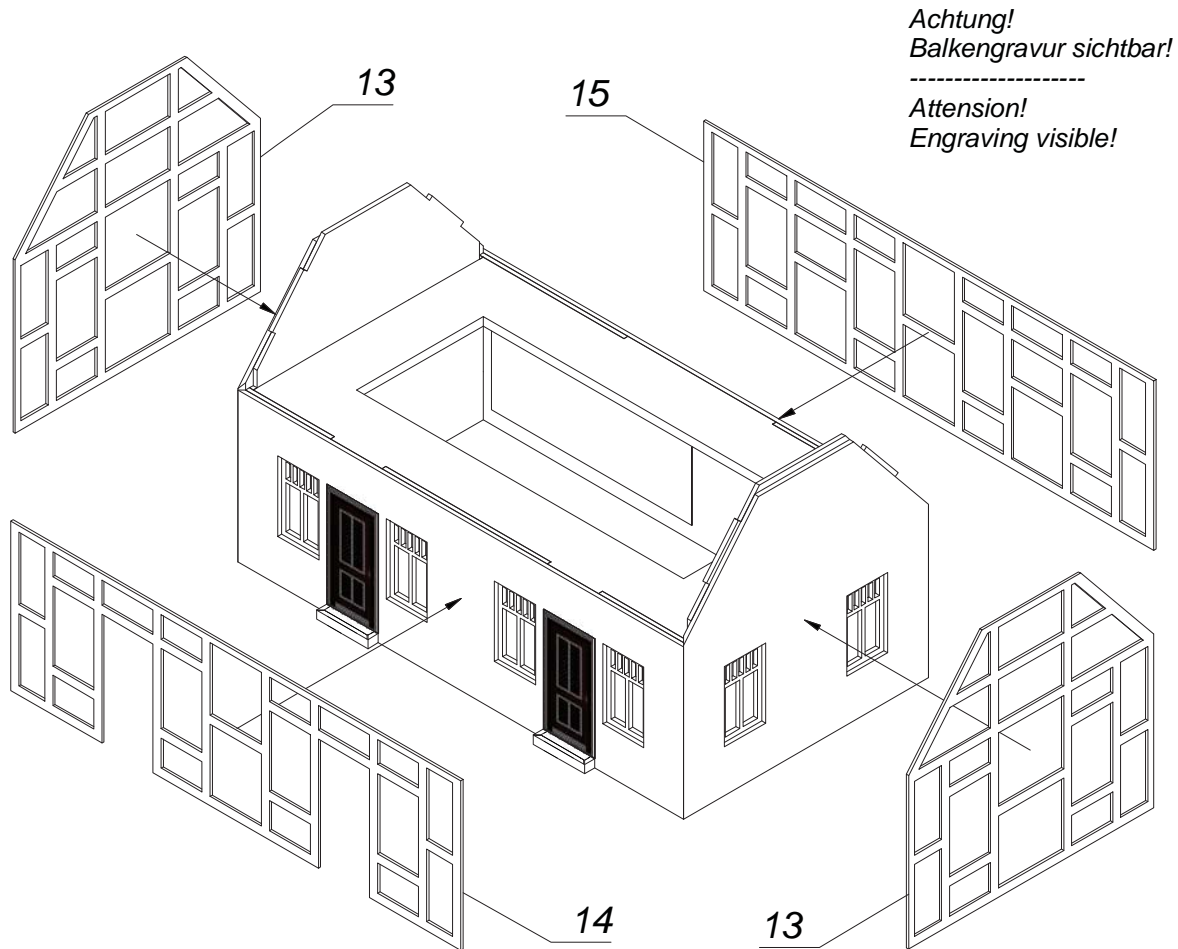 Achtung!
Balkengravur sichtbar!
--------------------
Attension!
Engraving visible!
13
15
14
13